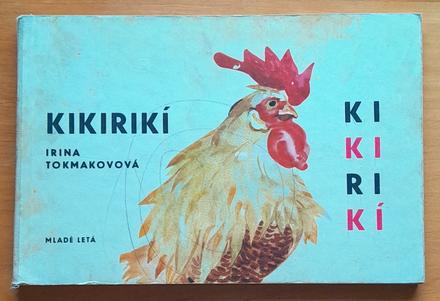 KIKIRIKÍ
IRINA
TOKMAKOVOVÁ
MLADÉ LETÁ
KI
KI
RI
KÍ